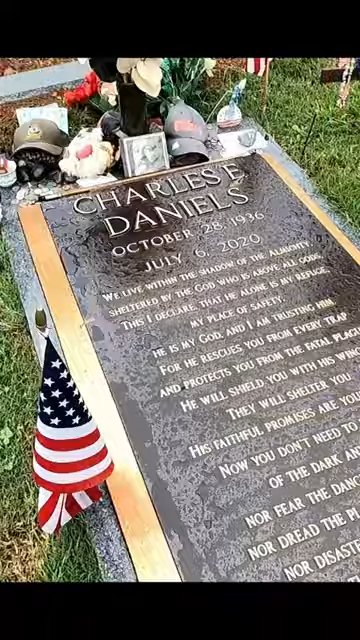 CHARLES E
DANIELS
OCTOBER 28 1936
JULY 6, 2020
WE LIVE WITHIN THE SHADOW OF THE ALMIGHTY
SHELTERED BY THE GOD WHO IS ABOVE ALL GODS.
THIS I DECLARE, THAT HE ALONE IS MY REFUGE,
MY PLACE OF SAFETY.
HE IS MY GOD, AND I AM TRUSTING HIM.
FOR HE RESCUES YOU FROM EVERY TRAP
AND PROTECTS YOU FROM THE FATAL
HE WILL SHIELD YOU WITH HIS
THEY WILL SHELTER YOU
HIS FAITHFUL PROMISES ARE
NOW YOU DON'T NEED TO
OF THE DARK
NOR FEAR THE
NOR DREAD THE
NOR